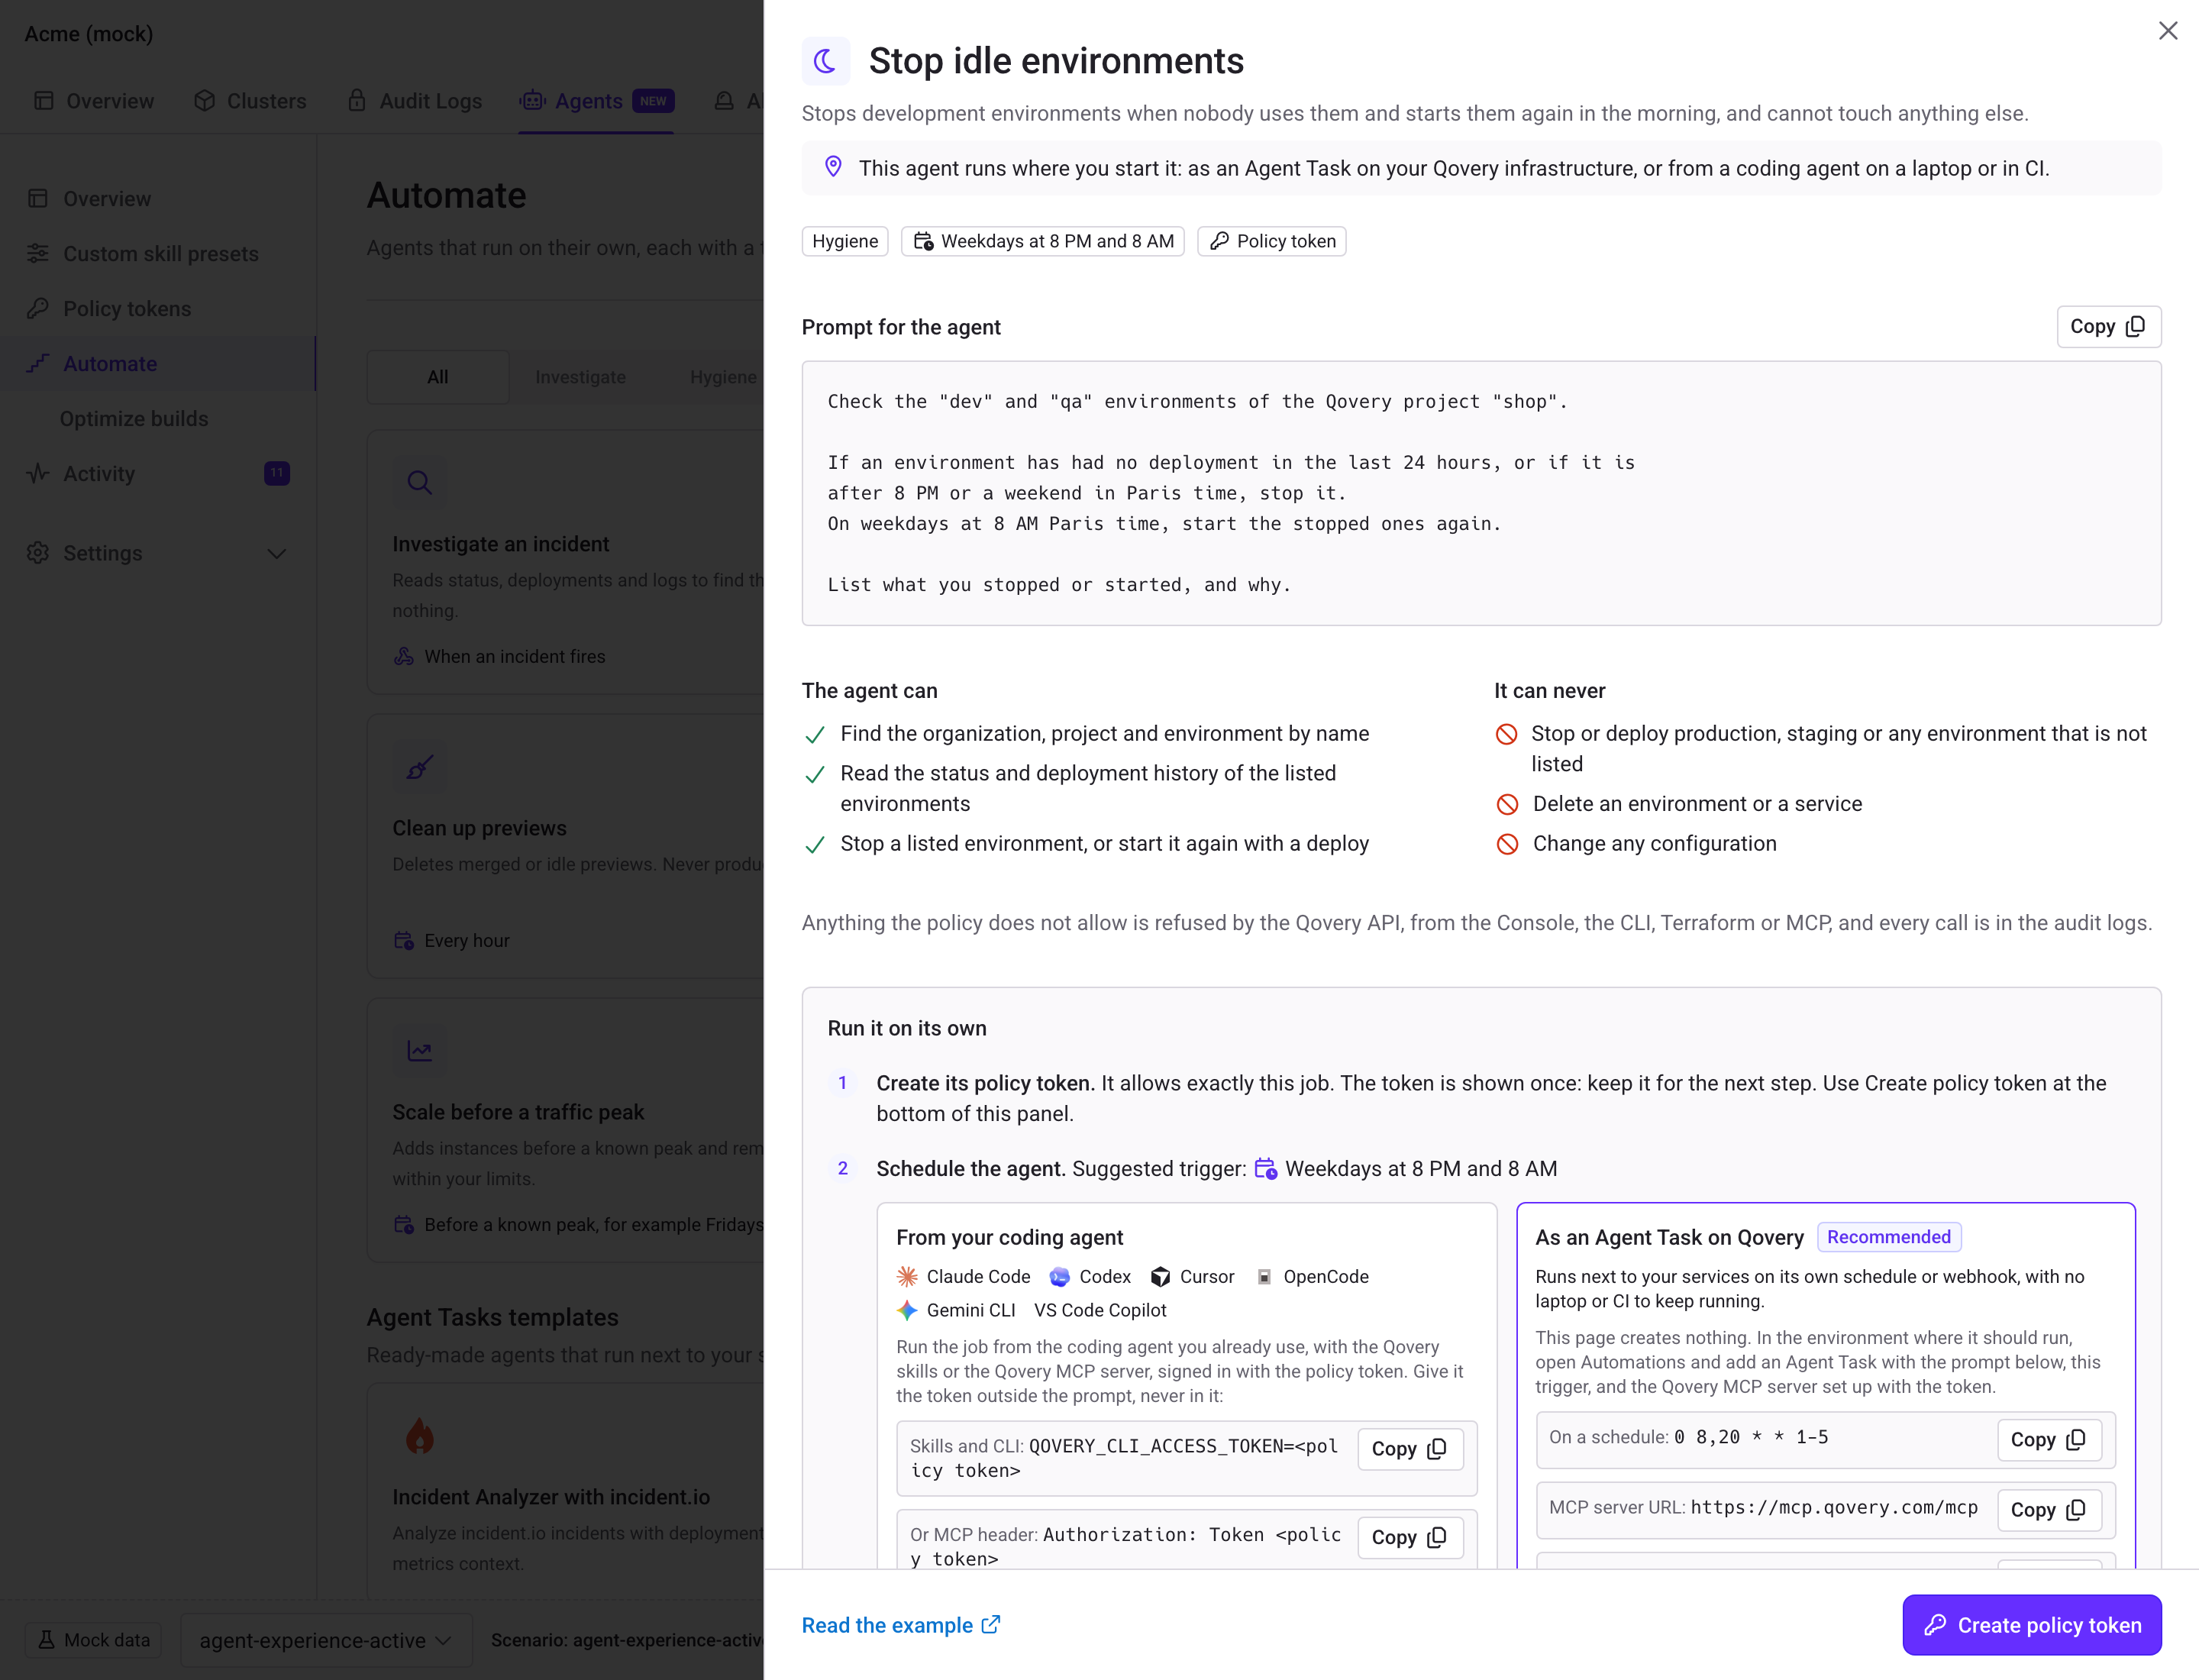 Acme (mock)
Overview
Clusters
Audit Logs
Agents NEW
Al
Overview
Custom skill presets
Policy tokens
Automate
Optimize builds
Activity 11
Settings
Automate
Agents that run on their own, each with a
All
Investigate
Hygiene
Investigate an incident
Reads status, deployments and logs to find th
nothing.
When an incident fires
Clean up previews
Deletes merged or idle previews. Never produ
Every hour
Scale before a traffic peak
Adds instances before a known peak and rem
within your limits.
Before a known peak, for example Fridays
Agent Tasks templates
Ready-made agents that run next to your s
Incident Analyzer with incident.io
Analyze incident.io incidents with deployment
metrics context.
Mock data
agent-experience-active
Scenario: agent-experience-activ
Stop idle environments
Stops development environments when nobody uses them and starts them again in the morning, and cannot touch anything else.
This agent runs where you start it: as an Agent Task on your Qovery infrastructure, or from a coding agent on a laptop or in CI.
Hygiene
Weekdays at 8 PM and 8 AM
Policy token
Prompt for the agent
Copy
Check the "dev" and "qa" environments of the Qovery project "shop".
If an environment has had no deployment in the last 24 hours, or if it is
after 8 PM or a weekend in Paris time, stop it.
On weekdays at 8 AM Paris time, start the stopped ones again.
List what you stopped or started, and why.
The agent can
Find the organization, project and environment by name
Read the status and deployment history of the listed
environments
Stop a listed environment, or start it again with a deploy
It can never
Stop or deploy production, staging or any environment that is not
listed
Delete an environment or a service
Change any configuration
Anything the policy does not allow is refused by the Qovery API, from the Console, the CLI, Terraform or MCP, and every call is in the audit logs.
Run it on its own
1 Create its policy token. It allows exactly this job. The token is shown once: keep it for the next step. Use Create policy token at the
bottom of this panel.
2 Schedule the agent. Suggested trigger: Weekdays at 8 PM and 8 AM
From your coding agent
Claude Code
Codex
Cursor
OpenCode
Gemini CLI
VS Code Copilot
Run the job from the coding agent you already use, with the Qovery
skills or the Qovery MCP server, signed in with the policy token. Give it
the token outside the prompt, never in it:
Skills and CLI: QOVERY_CLI_ACCESS_TOKEN=<pol
icy token>
Copy
Or MCP header: Authorization: Token <polic
y token>
Copy
As an Agent Task on Qovery Recommended
Runs next to your services on its own schedule or webhook, with no
laptop or CI to keep running.
This page creates nothing. In the environment where it should run,
open Automations and add an Agent Task with the prompt below, this
trigger, and the Qovery MCP server set up with the token.
On a schedule: 0 8,20 * * 1-5
Copy
MCP server URL: https://mcp.qovery.com/mcp
Copy
Read the example
Create policy token